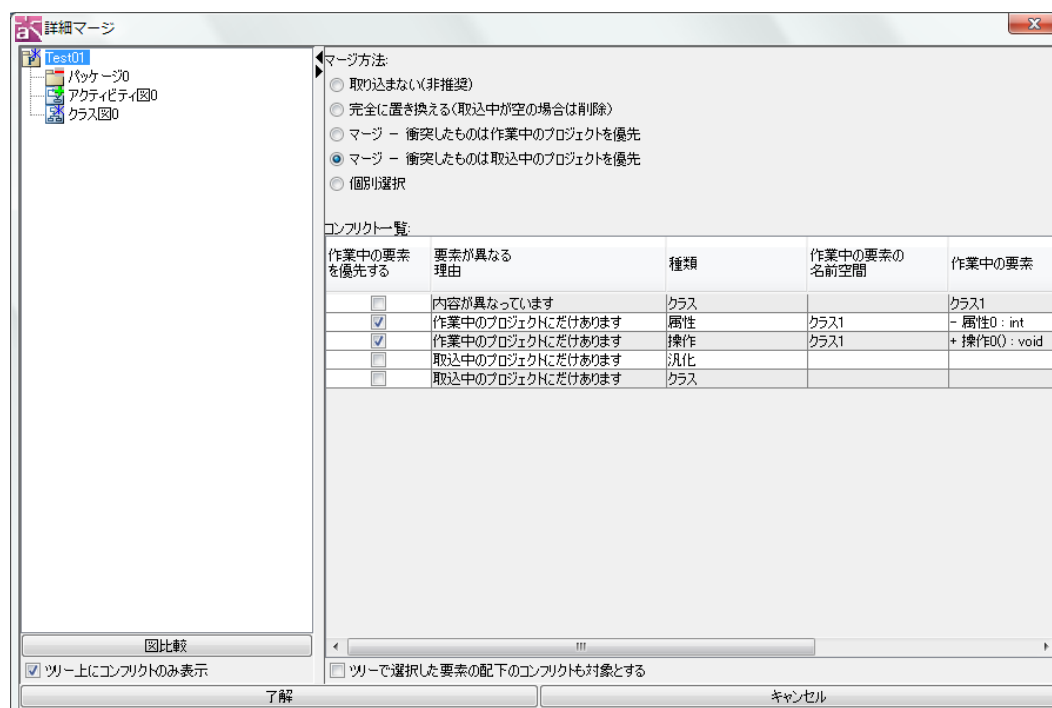 詳細マージ
Test01
パッケージ0
アクティビティ図0
クラス図0
図比較
ツリー上にコンフリクトのみ表示
マージ方法:
取り込まない(非推奨)
完全に置き換える(取込中が空の場合は削除)
マージ － 衝突したものは作業中のプロジェクトを優先
マージ － 衝突したものは取込中のプロジェクトを優先
個別選択
コンフリクト一覧:
作業中の要素を優先する 要素が異なる理由 種類 作業中の要素の名前空間 作業中の要素
内容が異なっています クラス クラス1
作業中のプロジェクトにだけあります 属性 クラス1 - 属性0 : int
作業中のプロジェクトにだけあります 操作 クラス1 + 操作0() : void
取込中のプロジェクトにだけあります 汎化
取込中のプロジェクトにだけあります クラス
ツリーで選択した要素の配下のコンフリクトも対象とする
了解 キャンセル